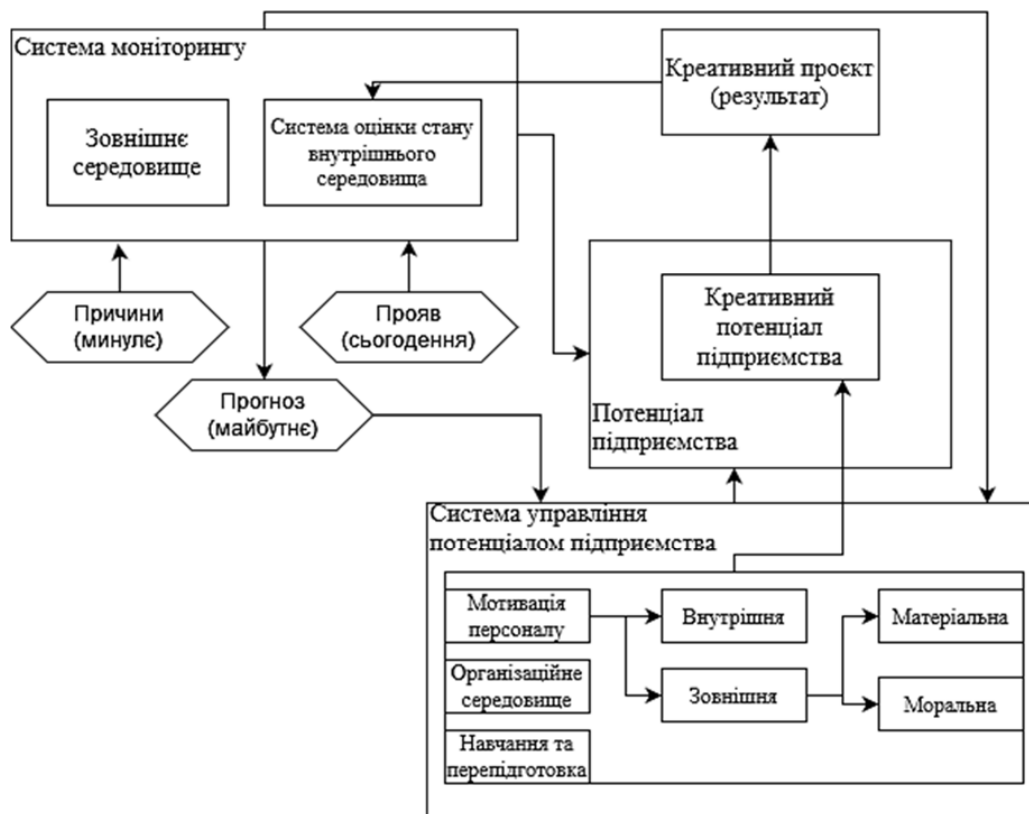 Система моніторингу
Зовнішнє
середовище
Система оцінки стану
внутрішнього
середовища
Креативний проєкт
(результат)
Причини
(минулє)
Прояв
(сьогодення)
Прогноз
(майбутнє)
Креативний
потенціал
підприємства
Потенціал
підприємства
Система управління
потенціалом підприємства
Мотивація
персоналу
Внутрішня
Матеріальна
Організаційне
середовище
Зовнішня
Моральна
Навчання та
перепідготовка